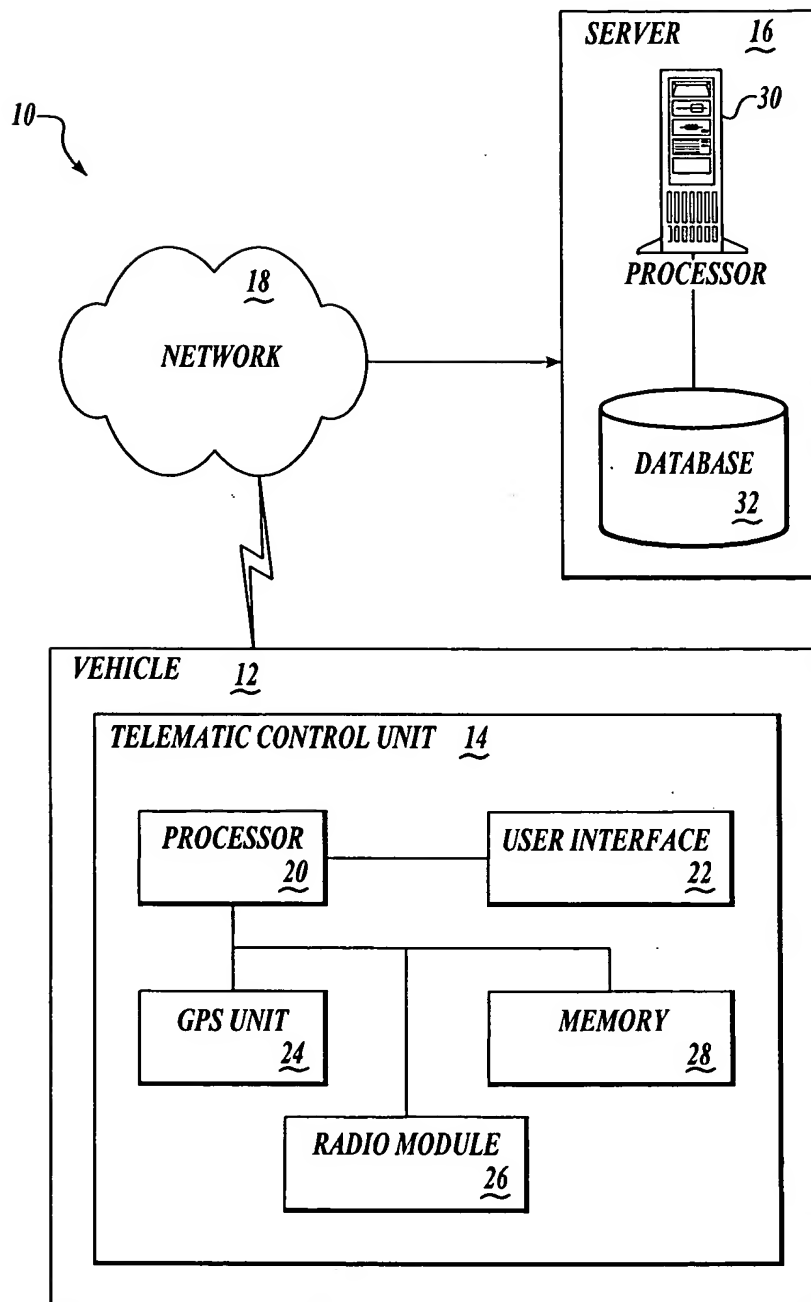 SERVER 16
30
10
PROCESSOR
18
NETWORK
DATABASE
32
VEHICLE 12
TELEMATIC CONTROL UNIT 14
PROCESSOR
20
USER INTERFACE
22
GPS UNIT
24
MEMORY
28
RADIO MODULE
26